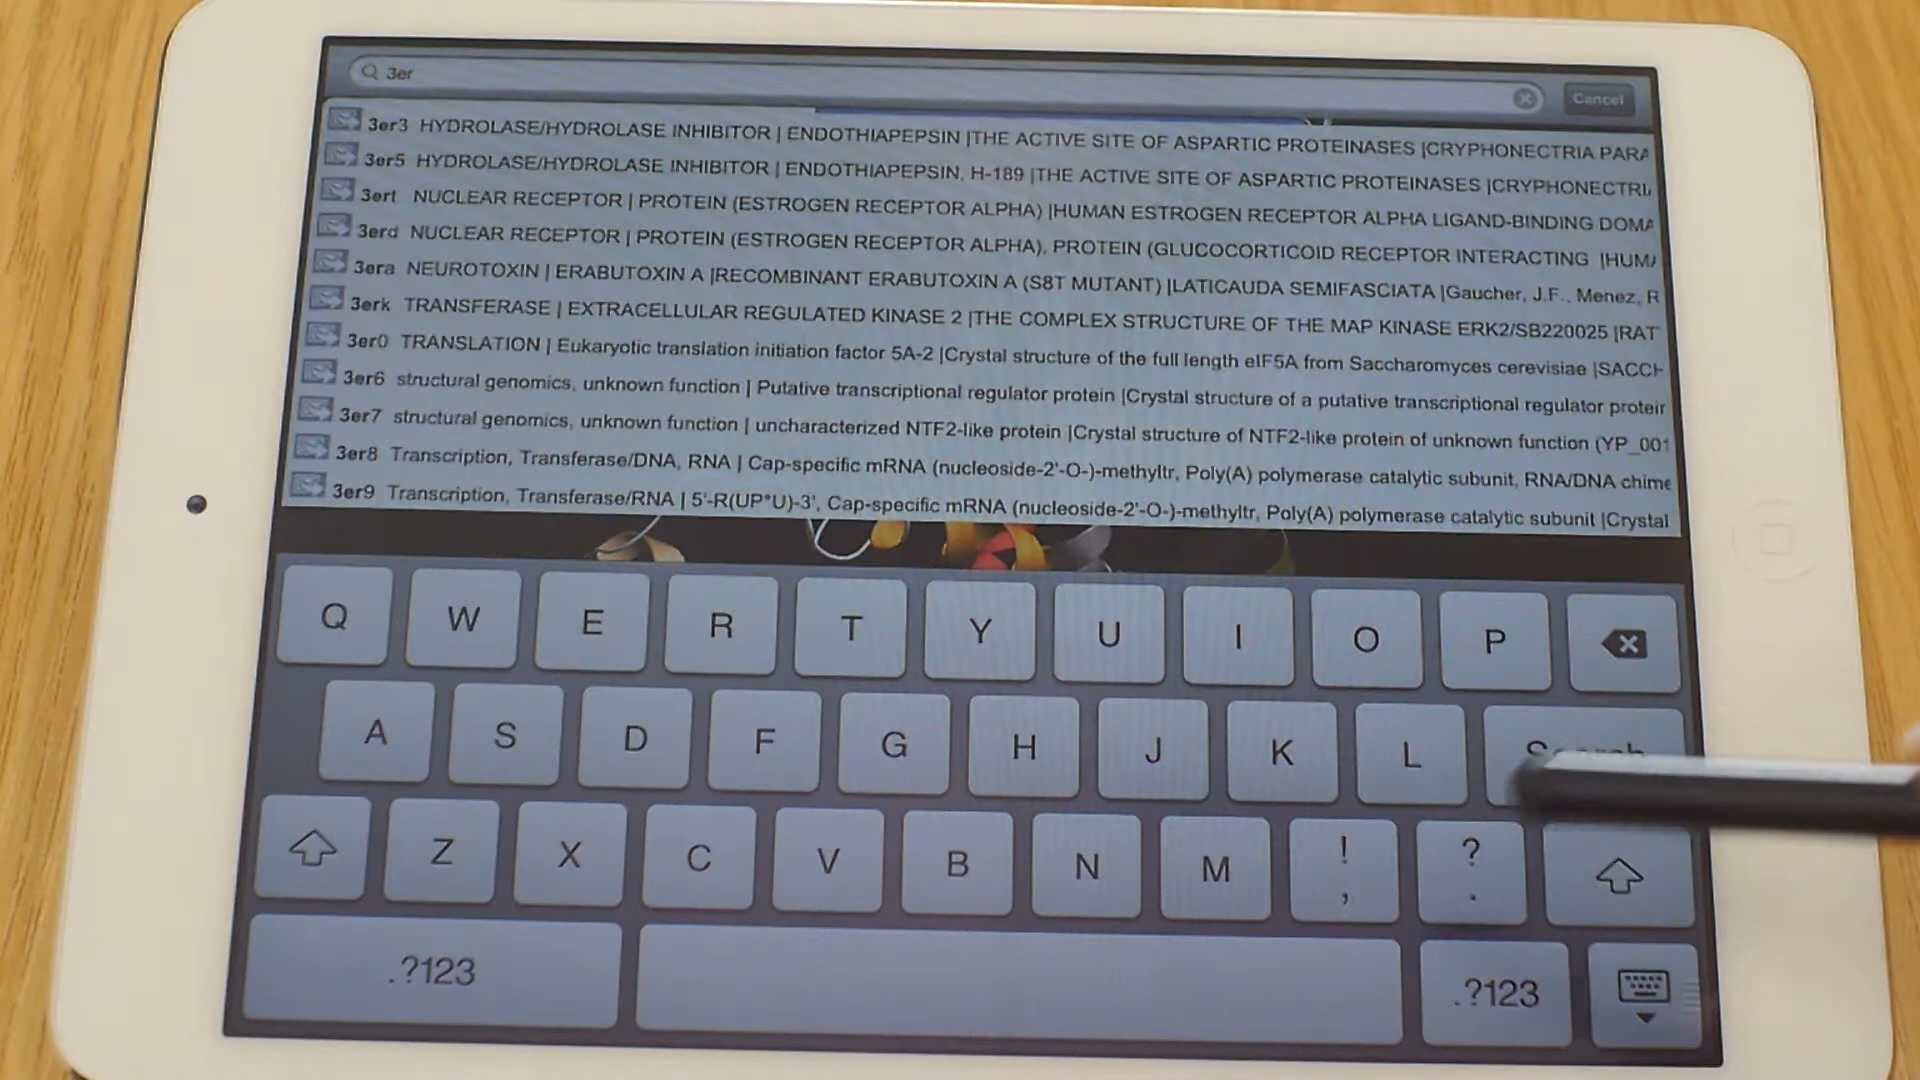 3er
Cancel
3er3 HYDROLASE/HYDROLASE INHIBITOR | ENDOTHIAPEPSIN |THE ACTIVE SITE OF ASPARTIC PROTEINASES |CRYPHONECTRIA PARA
3er5 HYDROLASE/HYDROLASE INHIBITOR | ENDOTHIAPEPSIN, H-189 |THE ACTIVE SITE OF ASPARTIC PROTEINASES |CRYPHONECTRI
3ert NUCLEAR RECEPTOR | PROTEIN (ESTROGEN RECEPTOR ALPHA) |HUMAN ESTROGEN RECEPTOR ALPHA LIGAND-BINDING DOMA
3erd NUCLEAR RECEPTOR | PROTEIN (ESTROGEN RECEPTOR ALPHA), PROTEIN (GLUCOCORTICOID RECEPTOR INTERACTING |HUMA
3era NEUROTOXIN | ERABUTOXIN A |RECOMBINANT ERABUTOXIN A (S8T MUTANT) |LATICAUDA SEMIFASCIATA |Gaucher, J.F., Menez, R
3erk TRANSFERASE | EXTRACELLULAR REGULATED KINASE 2 |THE COMPLEX STRUCTURE OF THE MAP KINASE ERK2/SB220025 |RAT
3er0 TRANSLATION | Eukaryotic translation initiation factor 5A-2 |Crystal structure of the full length eIF5A from Saccharomyces cerevisiae |SACCH
3er6 structural genomics, unknown function | Putative transcriptional regulator protein |Crystal structure of a putative transcriptional regulator protein
3er7 structural genomics, unknown function | uncharacterized NTF2-like protein |Crystal structure of NTF2-like protein of unknown function (YP_001
3er8 Transcription, Transferase/DNA, RNA | Cap-specific mRNA (nucleoside-2'-O-)-methyltr, Poly(A) polymerase catalytic subunit, RNA/DNA chime
3er9 Transcription, Transferase/RNA | 5'-R(UP*U)-3', Cap-specific mRNA (nucleoside-2'-O-)-methyltr, Poly(A) polymerase catalytic subunit |Crystal
Q W E R T Y U I O P
A S D F G H J K L Search
Z X C V B N M ! , ? .
.?123 .?123